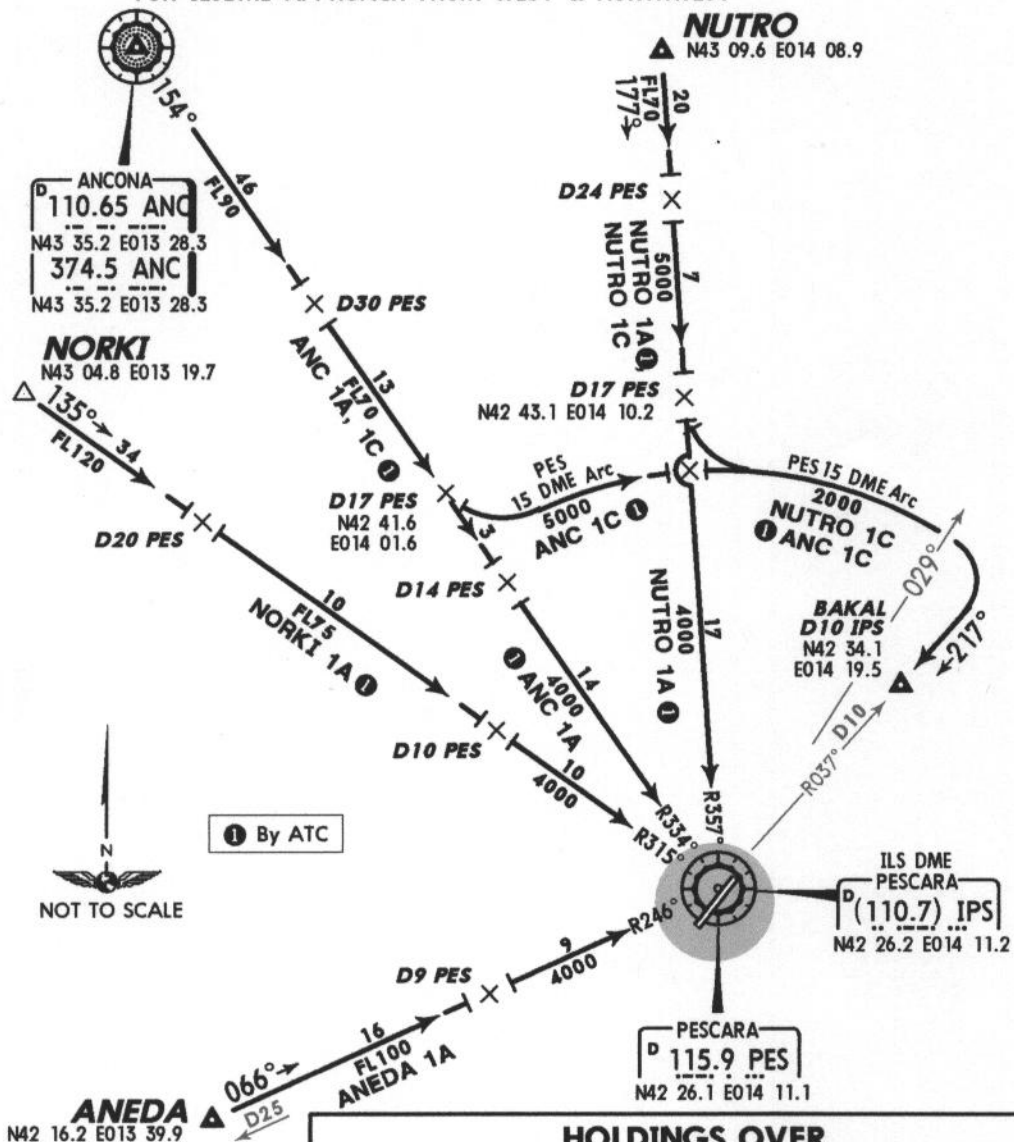 NUTRO
N43 09.6 E014 08.9
154°
20
FL70
177°
ANCONA
D 110.65 ANC
N43 35.2 E013 28.3
374.5 ANC
N43 35.2 E013 28.3
46
FL90
D24 PES
7
5000
NUTRO 1A❶,
NUTRO 1C
D30 PES
NORKI
N43 04.8 E013 19.7
135°
34
FL120
13
FL70
ANC 1A, 1C ❶
D17 PES
N42 43.1 E014 10.2
D17 PES
N42 41.6
E014 01.6
PES
15 DME Arc
5000
ANC 1C ❶
PES 15 DME Arc
2000
NUTRO 1C
❶ ANC 1C
D20 PES
3
D14 PES
029°
10
FL75
NORKI 1A ❶
14
4000
❶ ANC 1A
17
4000
NUTRO 1A ❶
BAKAL
D10 IPS
N42 34.1
E014 19.5
217°
R037° D10
D10 PES
10
4000
R315°
R334°
R357°
❶ By ATC
N
NOT TO SCALE
ILS DME
PESCARA
D (110.7) IPS
N42 26.2 E014 11.2
R246°
9
4000
D9 PES
PESCARA
D 115.9 PES
N42 26.1 E014 11.1
066°
16
FL100
ANEDA 1A
D25
ANEDA
N42 16.2 E013 39.9
HOLDINGS OVER